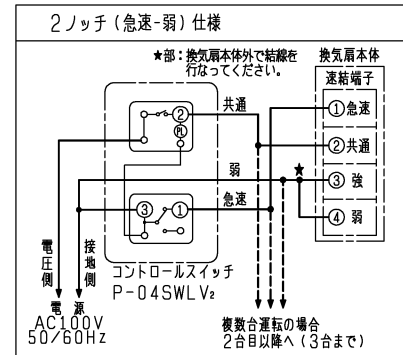 2ノッチ(急速-弱)仕様
★部:換気扇本体外で結線を
行なってください。
換気扇本体
速結端子
①急速
②共通
③強
④弱
共通
②
PL
弱
★
急速
③
①
電圧側
接地側
コントロールスイッチ
P-04SWLV₂
電源
AC100V
50/60Hz
複数台運転の場合
2台目以降へ(3台まで)